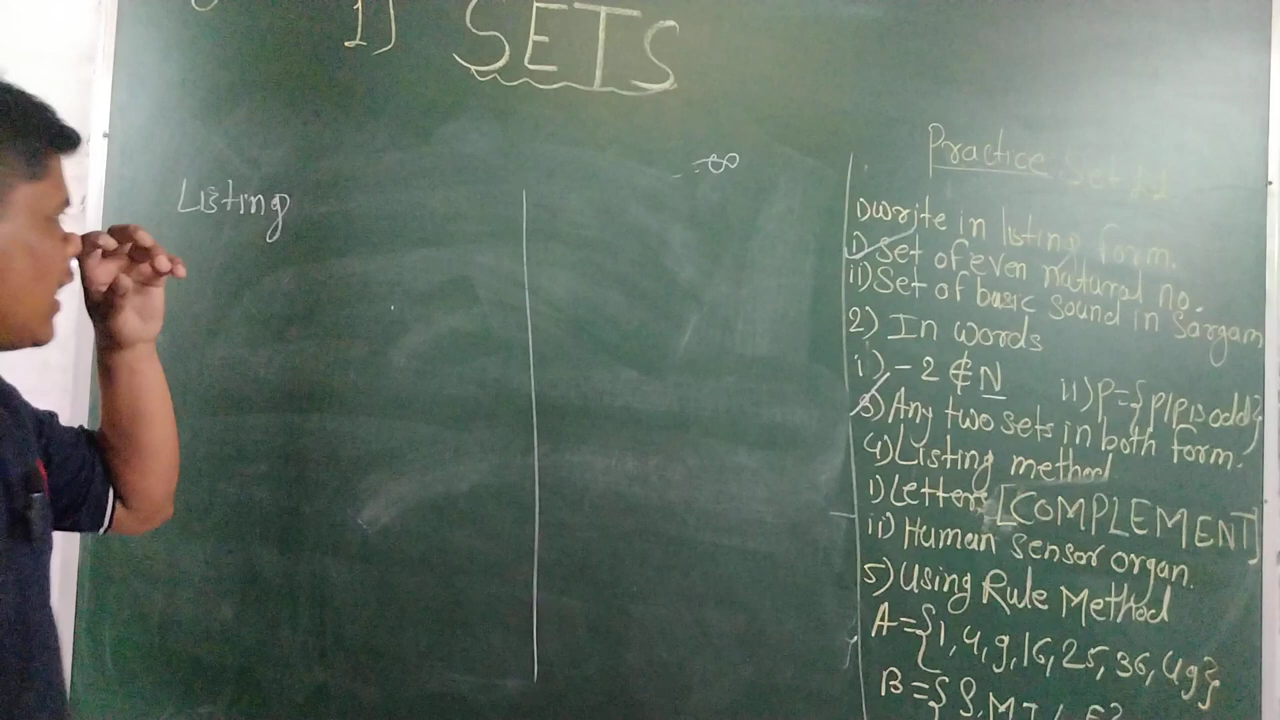 1) SETS
-∞
Listing
Practice Set 1.1
1) write in listing form.
i) Set of even natural no.
ii) Set of basic sound in Sargam
2) In words
i) -2 ∉ N ii) P={P/P is odd}
3) Any two sets in both form.
4) Listing method
i) Letters [COMPLEMENT]
ii) Human Sensor organ.
5) Using Rule Method
A={1,4,9,16,25,36,49}
B={